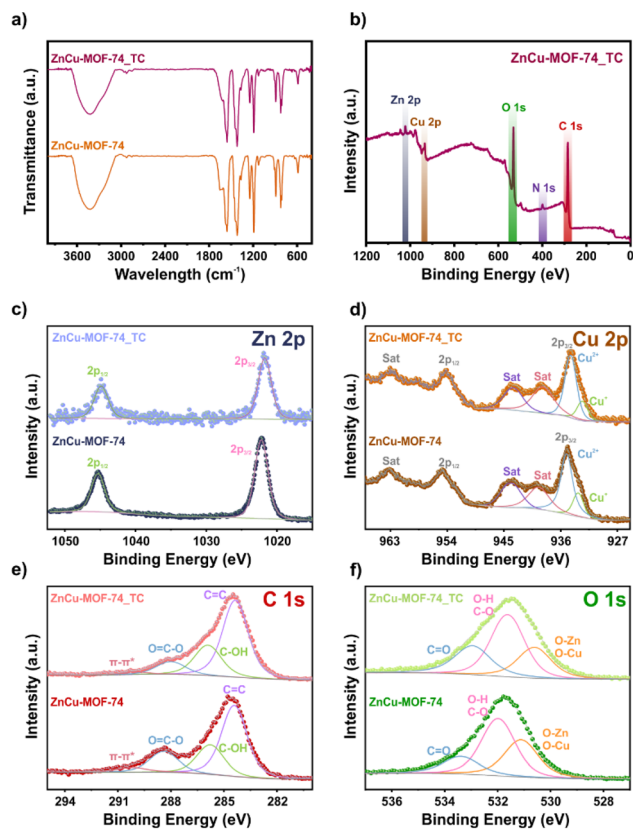 a)
ZnCu-MOF-74_TC
ZnCu-MOF-74
Transmittance (a.u.)
3600 3000 2400 1800 1200 600
Wavelength (cm⁻¹)
b)
ZnCu-MOF-74_TC
Zn 2p
Cu 2p
O 1s
N 1s
C 1s
Intensity (a.u.)
1200 1000 800 600 400 200 0
Binding Energy (eV)
c)
Zn 2p
ZnCu-MOF-74_TC
2p₁/₂
2p₃/₂
ZnCu-MOF-74
2p₁/₂
2p₃/₂
Intensity (a.u.)
1050 1040 1030 1020
Binding Energy (eV)
d)
Cu 2p
ZnCu-MOF-74_TC
Sat
2p₁/₂
Sat
Sat
2p₃/₂
Cu²⁺
Cu⁺
ZnCu-MOF-74
Sat
2p₁/₂
Sat
Sat
2p₃/₂
Cu²⁺
Cu⁺
Intensity (a.u.)
963 954 945 936 927
Binding Energy (eV)
e)
C 1s
ZnCu-MOF-74_TC
C=C
O=C-O
C-OH
π-π*
ZnCu-MOF-74
C=C
O=C-O
C-OH
π-π*
Intensity (a.u.)
294 291 288 285 282
Binding Energy (eV)
f)
O 1s
ZnCu-MOF-74_TC
O-H
C-O
C=O
O-Zn
O-Cu
ZnCu-MOF-74
O-H
C-O
C=O
O-Zn
O-Cu
Intensity (a.u.)
536 534 532 530 528
Binding Energy (eV)